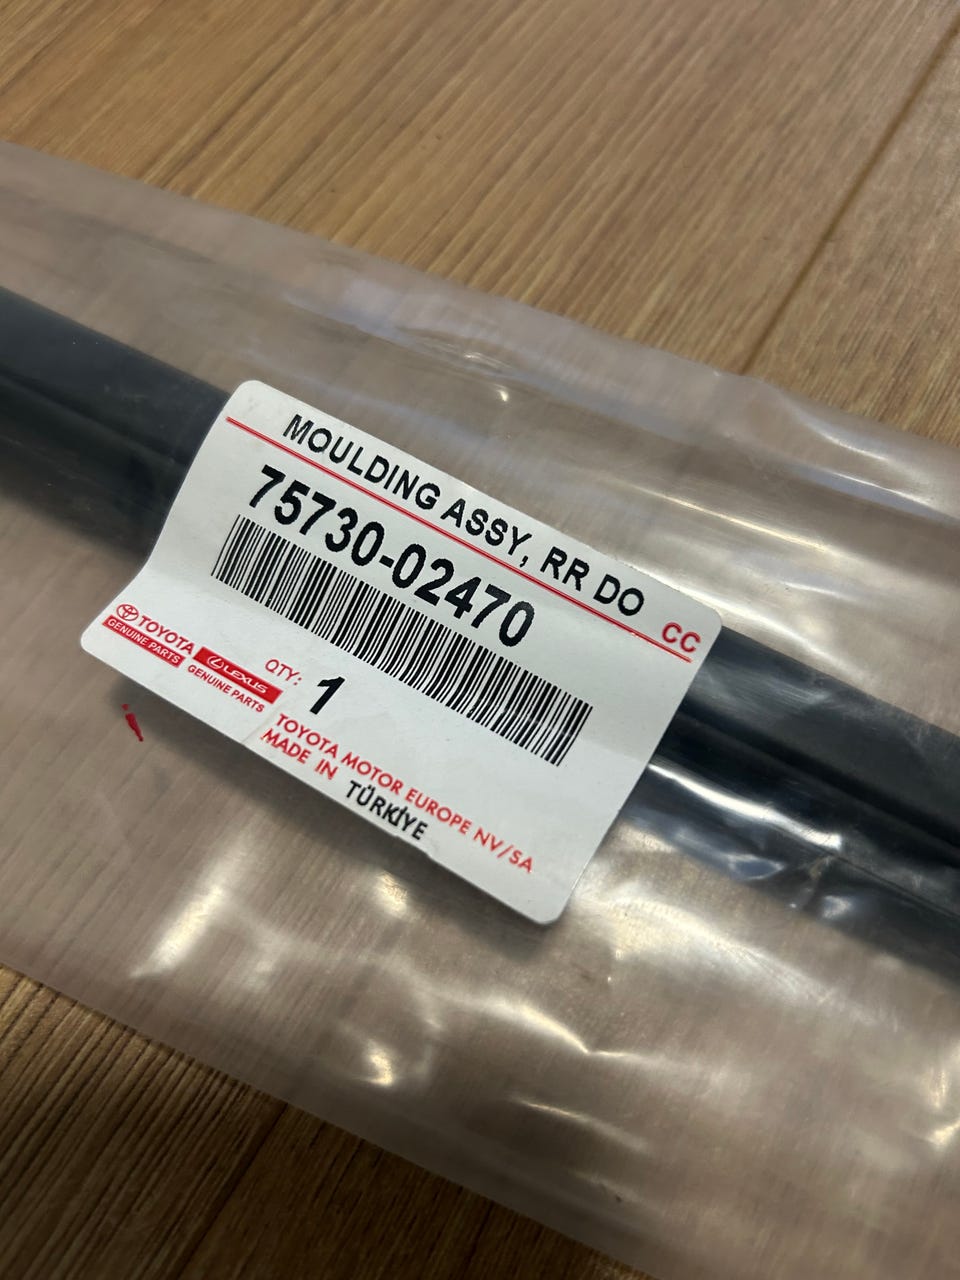 MOULDING ASSY, RR DO
CC
75730-02470
TOYOTA
GENUINE PARTS
LEXUS
GENUINE PARTS
QTY: 1
TOYOTA MOTOR EUROPE NV/SA
MADE IN TÜRKİYE